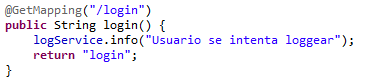 @GetMapping("/login")
public String login() {
    logService.info("Usuario se intenta loggear");
    return "login";
}